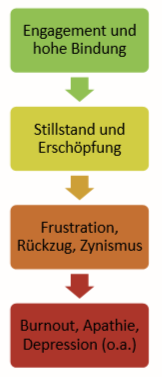 Engagement und
hohe Bindung
Stillstand und
Erschöpfung
Frustration,
Rückzug, Zynismus
Burnout, Apathie,
Depression (o.a.)